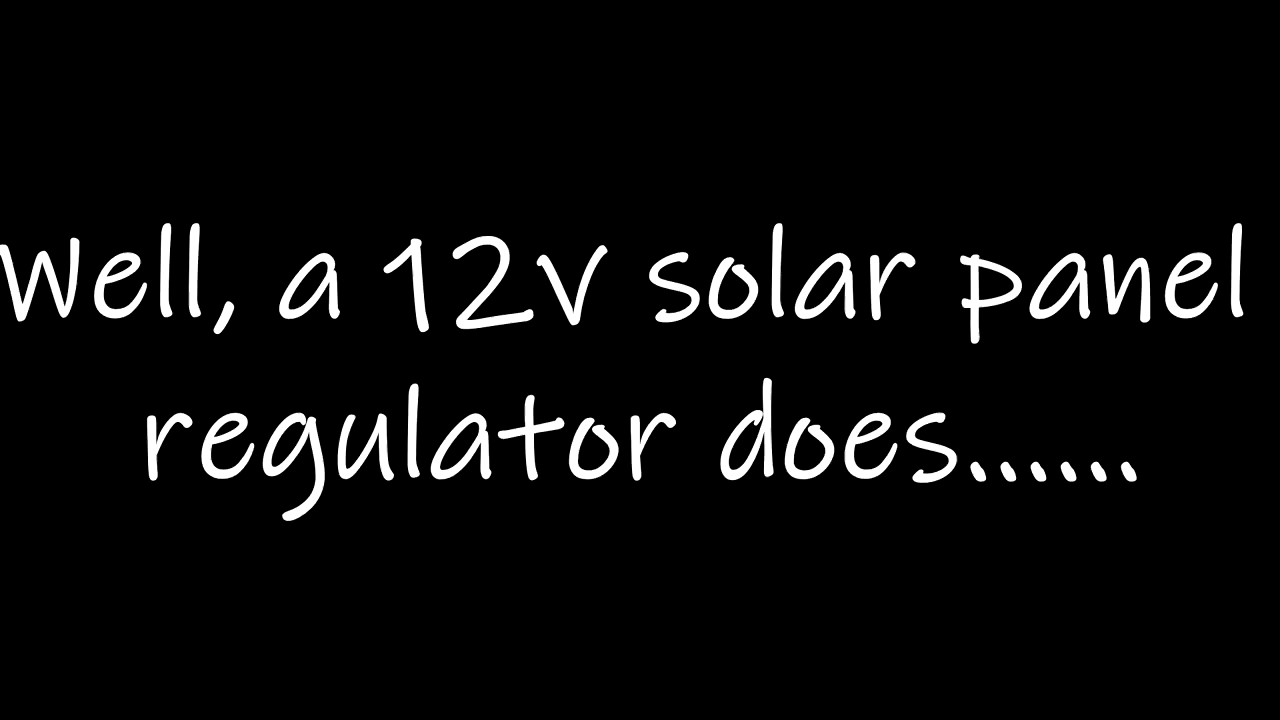 Well, a 12v solar panel
regulator does......